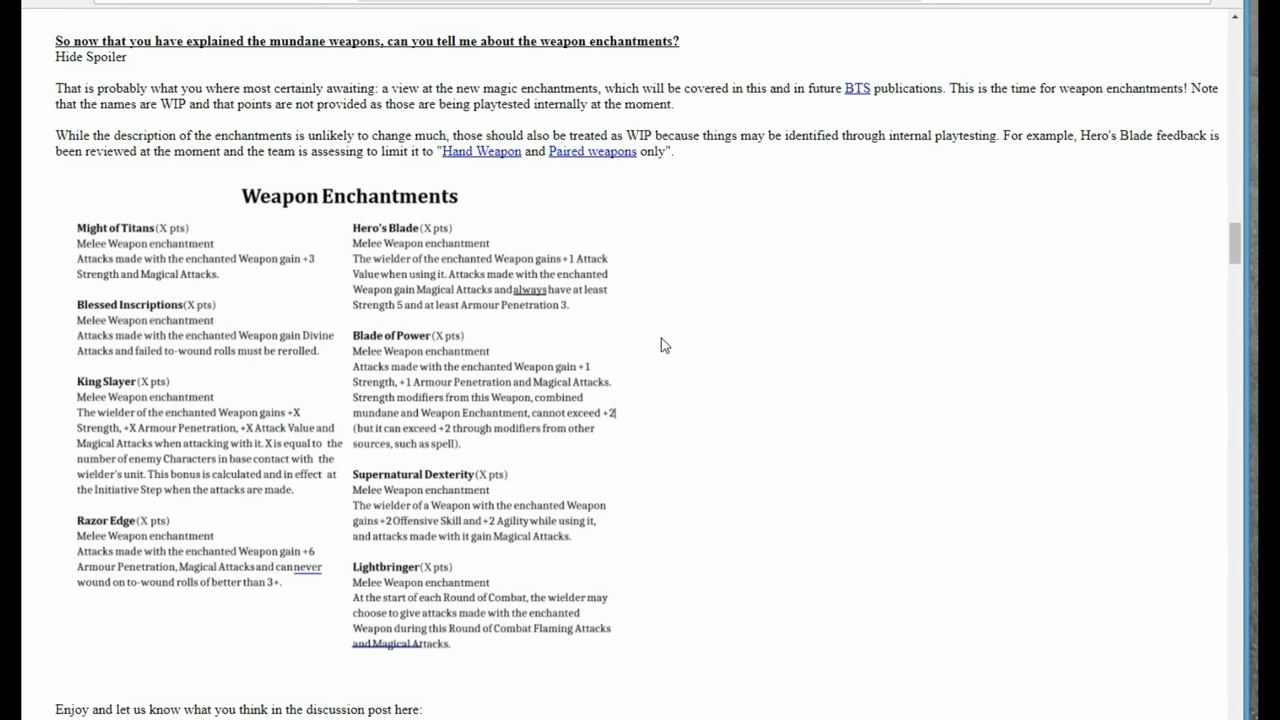 So now that you have explained the mundane weapons, can you tell me about the weapon enchantments?
Hide Spoiler
That is probably what you where most certainly awaiting: a view at the new magic enchantments, which will be covered in this and in future BTS publications. This is the time for weapon enchantments! Note
that the names are WIP and that points are not provided as those are being playtested internally at the moment.
While the description of the enchantments is unlikely to change much, those should also be treated as WIP because things may be identified through internal playtesting. For example, Hero's Blade feedback is
been reviewed at the moment and the team is assessing to limit it to "Hand Weapon and Paired weapons only".
Weapon Enchantments
Might of Titans (X pts)
Melee Weapon enchantment
Attacks made with the enchanted Weapon gain +3
Strength and Magical Attacks.
Blessed Inscriptions (X pts)
Melee Weapon enchantment
Attacks made with the enchanted Weapon gain Divine
Attacks and failed to-wound rolls must be rerolled.
King Slayer (X pts)
Melee Weapon enchantment
The wielder of the enchanted Weapon gains +X
Strength, +X Armour Penetration, +X Attack Value and
Magical Attacks when attacking with it. X is equal to the
number of enemy Characters in base contact with the
wielder's unit. This bonus is calculated and in effect at
the Initiative Step when the attacks are made.
Razor Edge (X pts)
Melee Weapon enchantment
Attacks made with the enchanted Weapon gain +6
Armour Penetration, Magical Attacks and can never
wound on to-wound rolls of better than 3+.
Hero's Blade (X pts)
Melee Weapon enchantment
The wielder of the enchanted Weapon gains +1 Attack
Value when using it. Attacks made with the enchanted
Weapon gain Magical Attacks and always have at least
Strength 5 and at least Armour Penetration 3.
Blade of Power (X pts)
Melee Weapon enchantment
Attacks made with the enchanted Weapon gain +1
Strength, +1 Armour Penetration and Magical Attacks.
Strength modifiers from this Weapon, combined
mundane and Weapon Enchantment, cannot exceed +2
(but it can exceed +2 through modifiers from other
sources, such as spell).
Supernatural Dexterity (X pts)
Melee Weapon enchantment
The wielder of a Weapon with the enchanted Weapon
gains +2 Offensive Skill and +2 Agility while using it,
and attacks made with it gain Magical Attacks.
Lightbringer (X pts)
Melee Weapon enchantment
At the start of each Round of Combat, the wielder may
choose to give attacks made with the enchanted
Weapon during this Round of Combat Flaming Attacks
and Magical Attacks.
Enjoy and let us know what you think in the discussion post here: